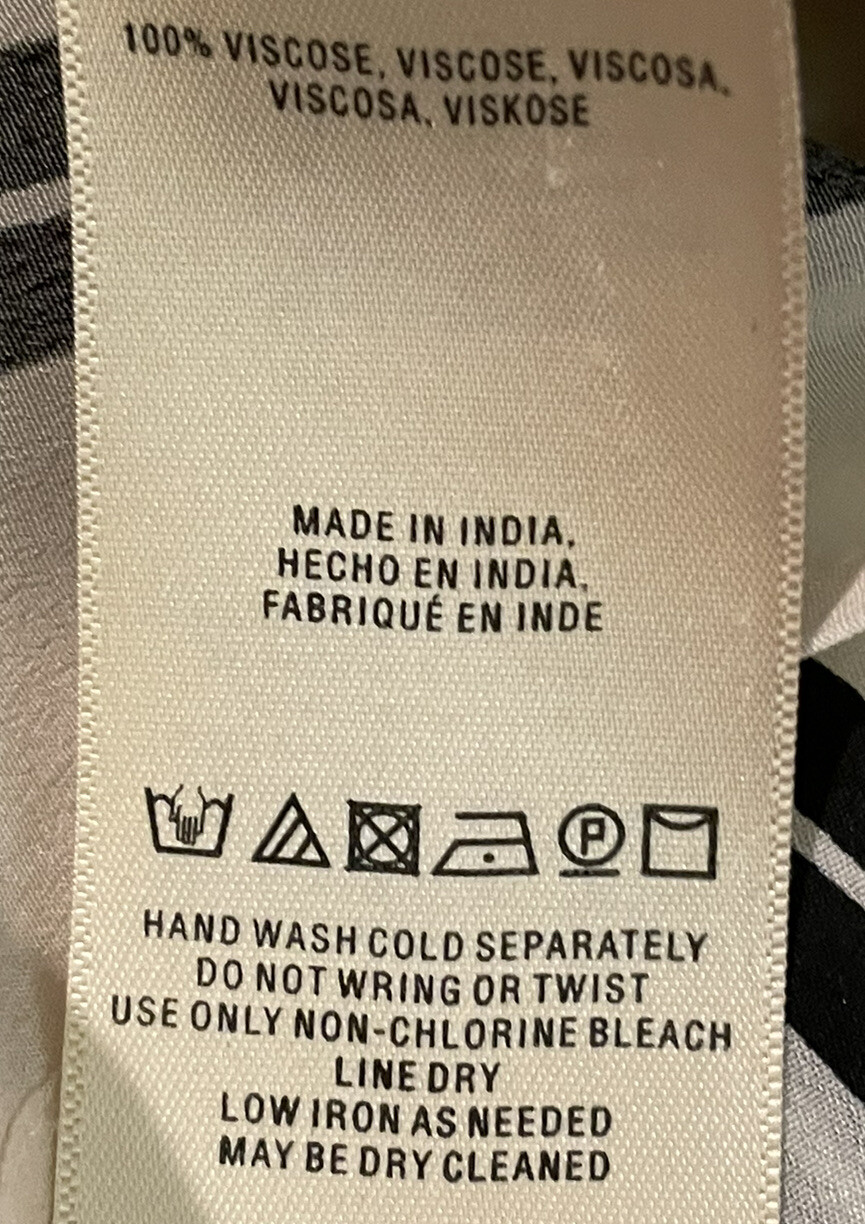 100% VISCOSE, VISCOSE, VISCOSA,
VISCOSA, VISKOSE
MADE IN INDIA,
HECHO EN INDIA,
FABRIQUÉ EN INDE
P
HAND WASH COLD SEPARATELY
DO NOT WRING OR TWIST
USE ONLY NON-CHLORINE BLEACH
LINE DRY
LOW IRON AS NEEDED
MAY BE DRY CLEANED